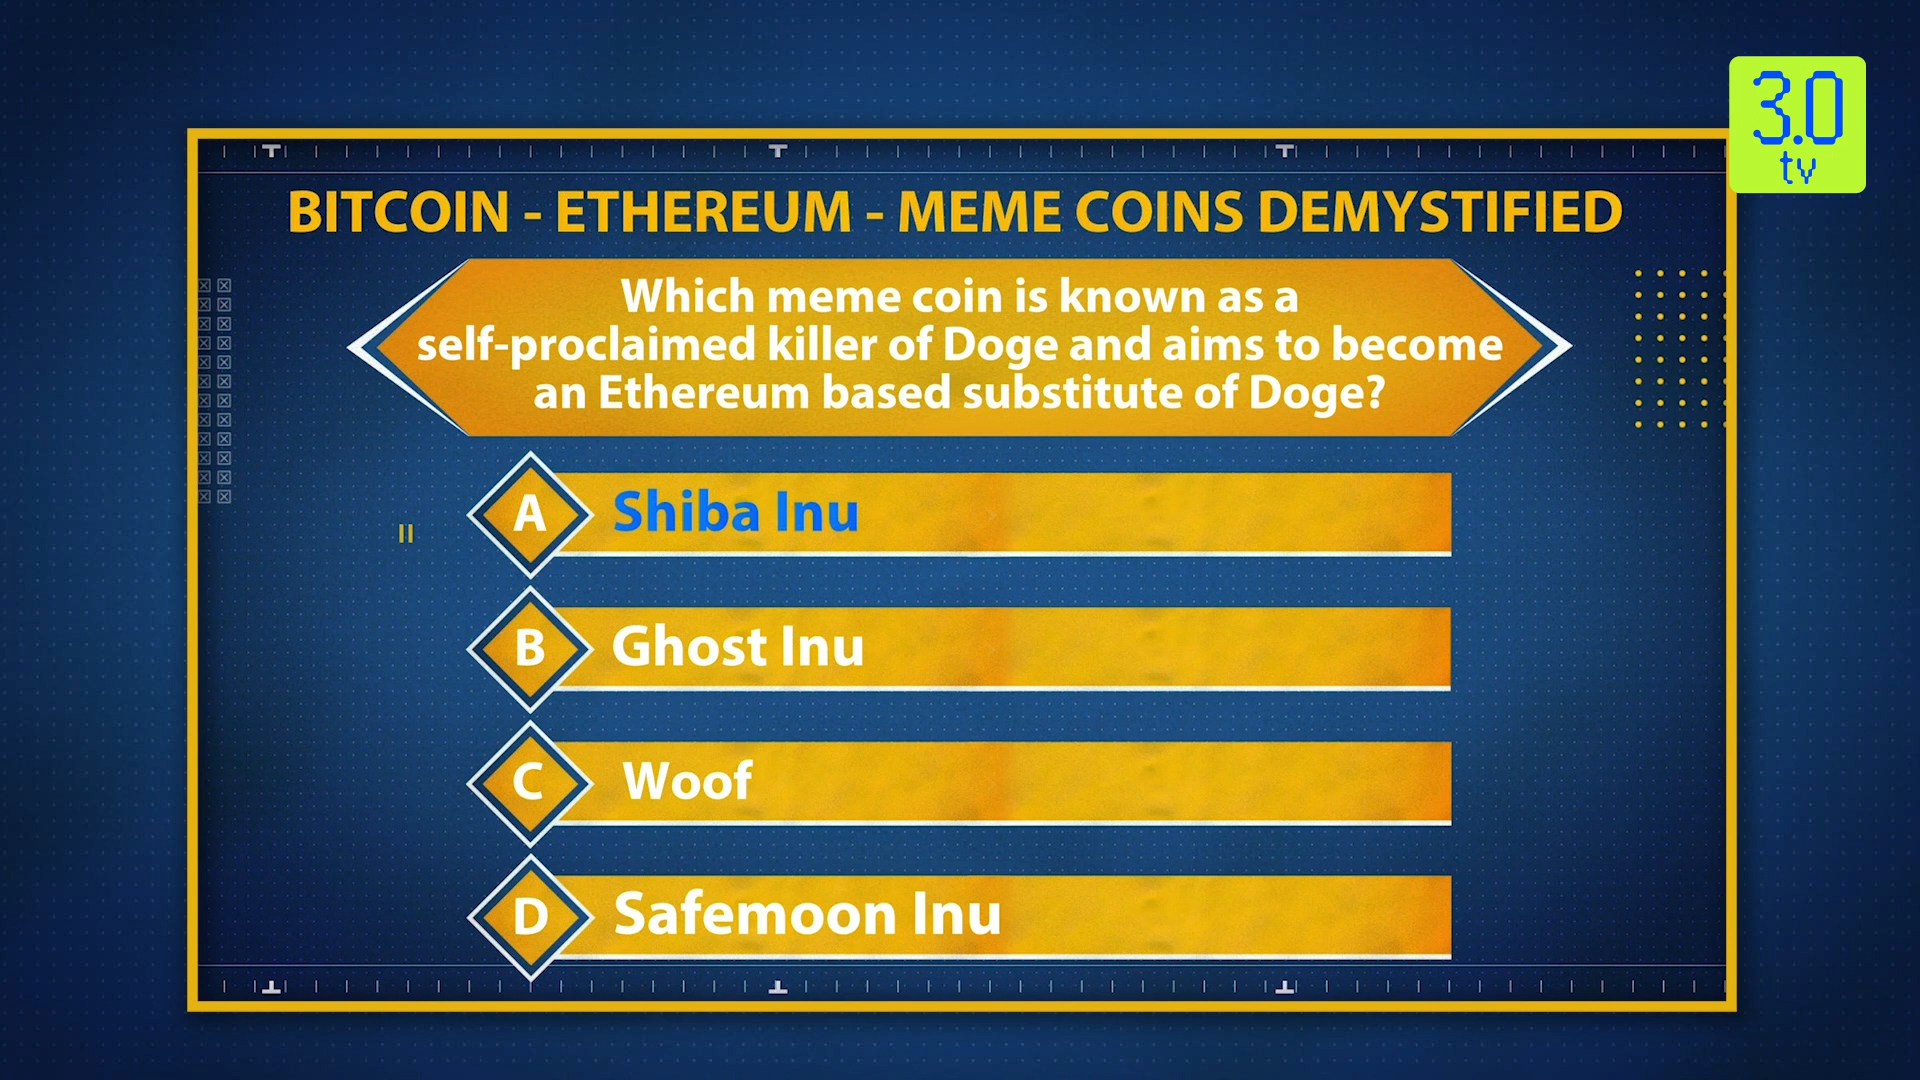 3.0
tv
BITCOIN - ETHEREUM - MEME COINS DEMYSTIFIED
Which meme coin is known as a
self-proclaimed killer of Doge and aims to become
an Ethereum based substitute of Doge?
A Shiba Inu
B Ghost Inu
C Woof
D Safemoon Inu